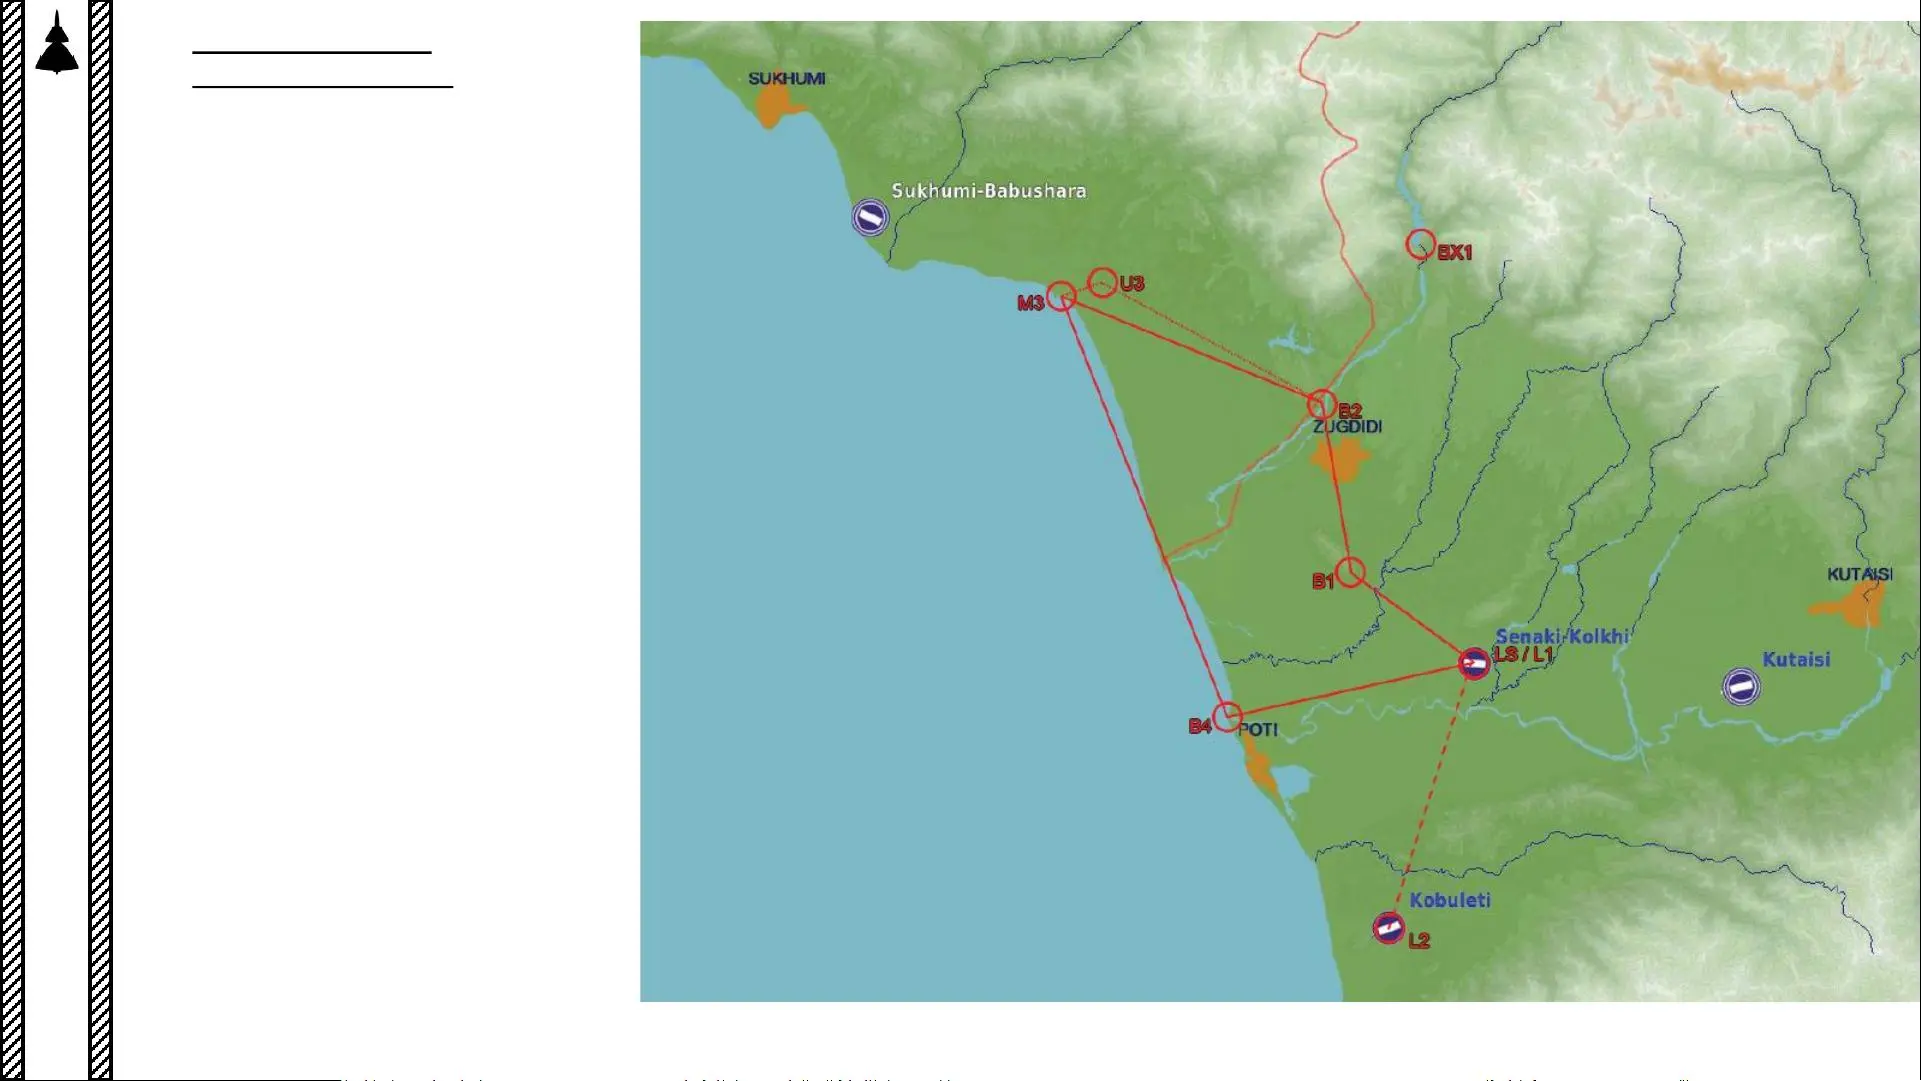 SUKHUMI
Sukhumi-Babushara
BX1
U3
M3
B2
ZUGDIDI
B1
KUTAISI
Senaki-Kolkhi
LS / L1
Kutaisi
B4
POTI
Kobuleti
L2